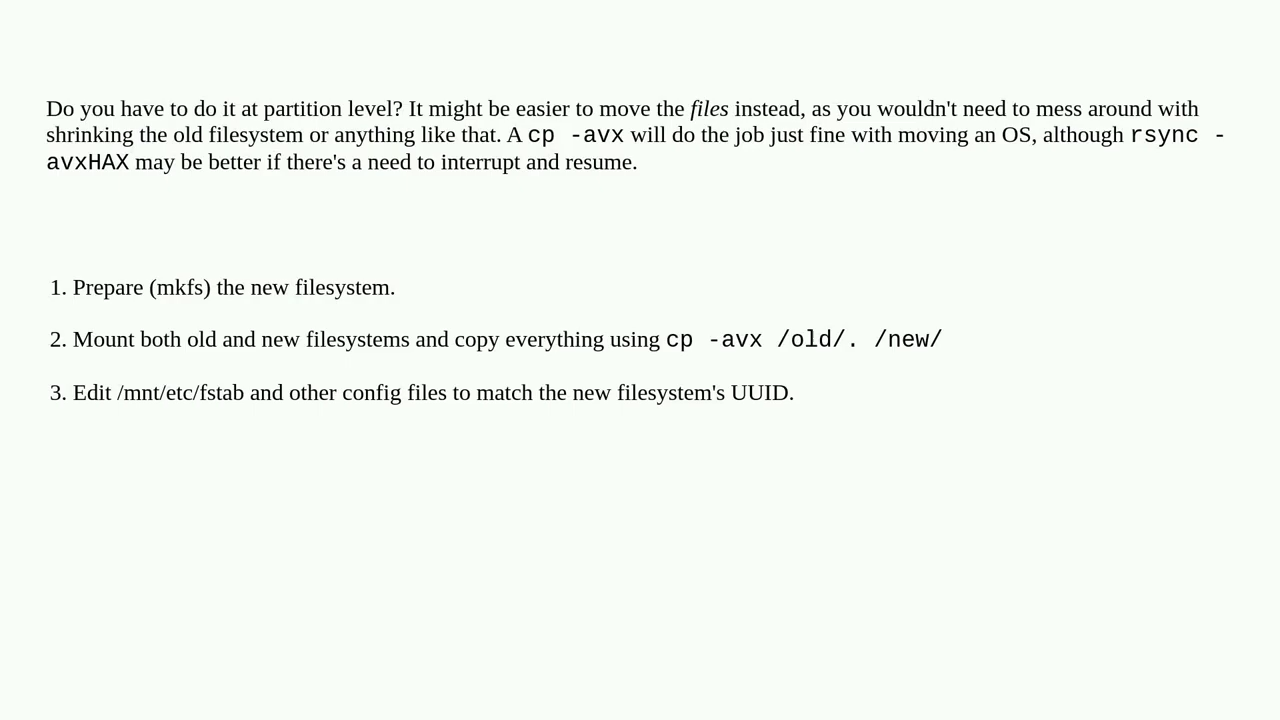 Do you have to do it at partition level? It might be easier to move the files instead, as you wouldn't need to mess around with
shrinking the old filesystem or anything like that. A cp -avx will do the job just fine with moving an OS, although rsync -
avxHAX may be better if there's a need to interrupt and resume.
1. Prepare (mkfs) the new filesystem.
2. Mount both old and new filesystems and copy everything using cp -avx /old/. /new/
3. Edit /mnt/etc/fstab and other config files to match the new filesystem's UUID.